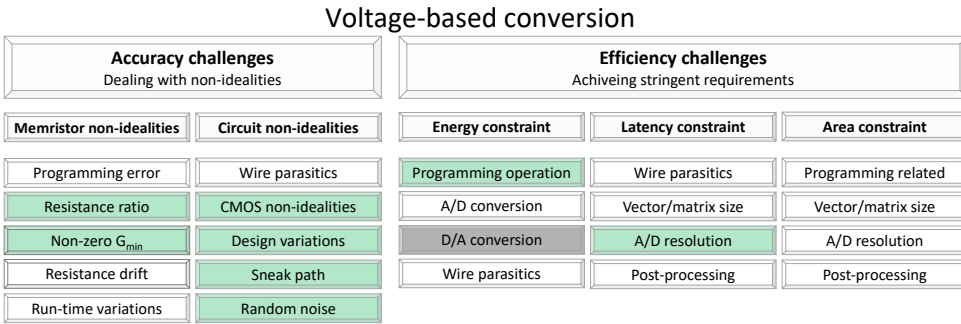 Voltage-based conversion
Accuracy challenges
Dealing with non-idealities
Efficiency challenges
Achiveing stringent requirements
Memristor non-idealities
Circuit non-idealities
Energy constraint
Latency constraint
Area constraint
Programming error
Wire parasitics
Programming operation
Wire parasitics
Programming related
Resistance ratio
CMOS non-idealities
A/D conversion
Vector/matrix size
Vector/matrix size
Non-zero Gmin
Design variations
D/A conversion
A/D resolution
A/D resolution
Resistance drift
Sneak path
Wire parasitics
Post-processing
Post-processing
Run-time variations
Random noise